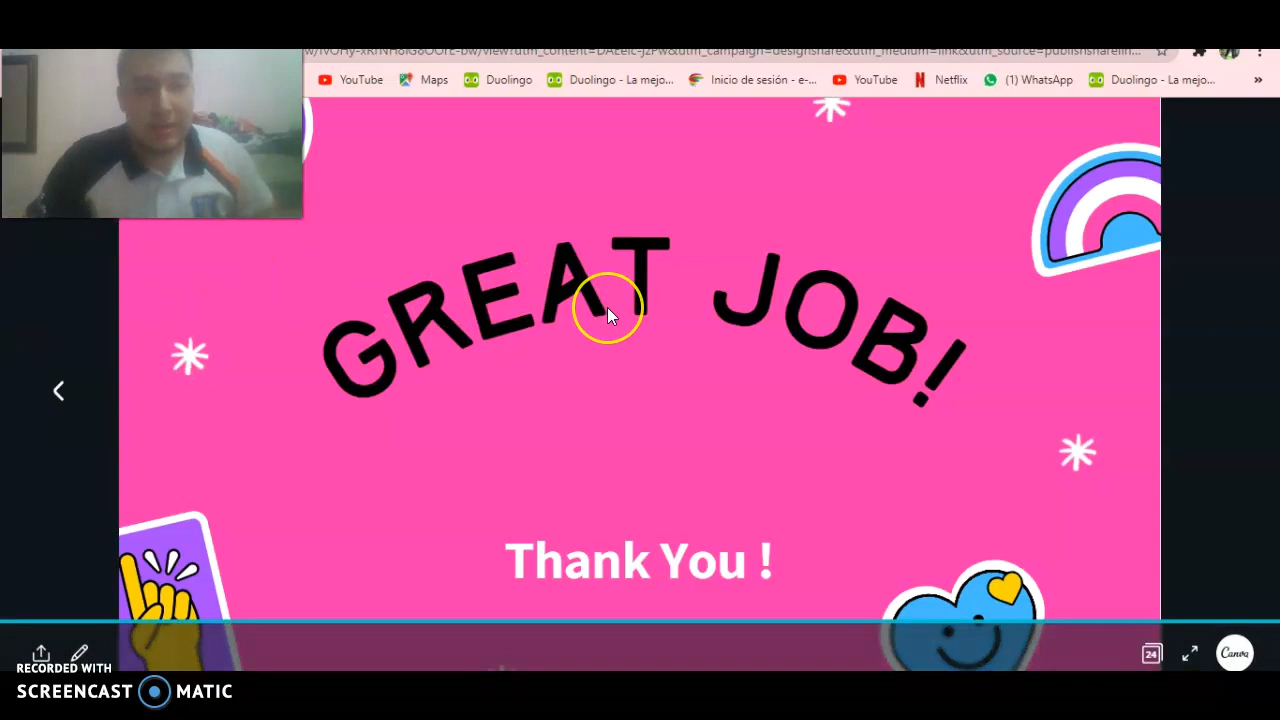 YouTube Maps Duolingo Duolingo - La mejo... Inicio de sesión - e-... YouTube Netflix (1) WhatsApp Duolingo - La mejo... »
GREAT JOB!
Thank You !
24 Canva
RECORDED WITH
SCREENCAST MATIC